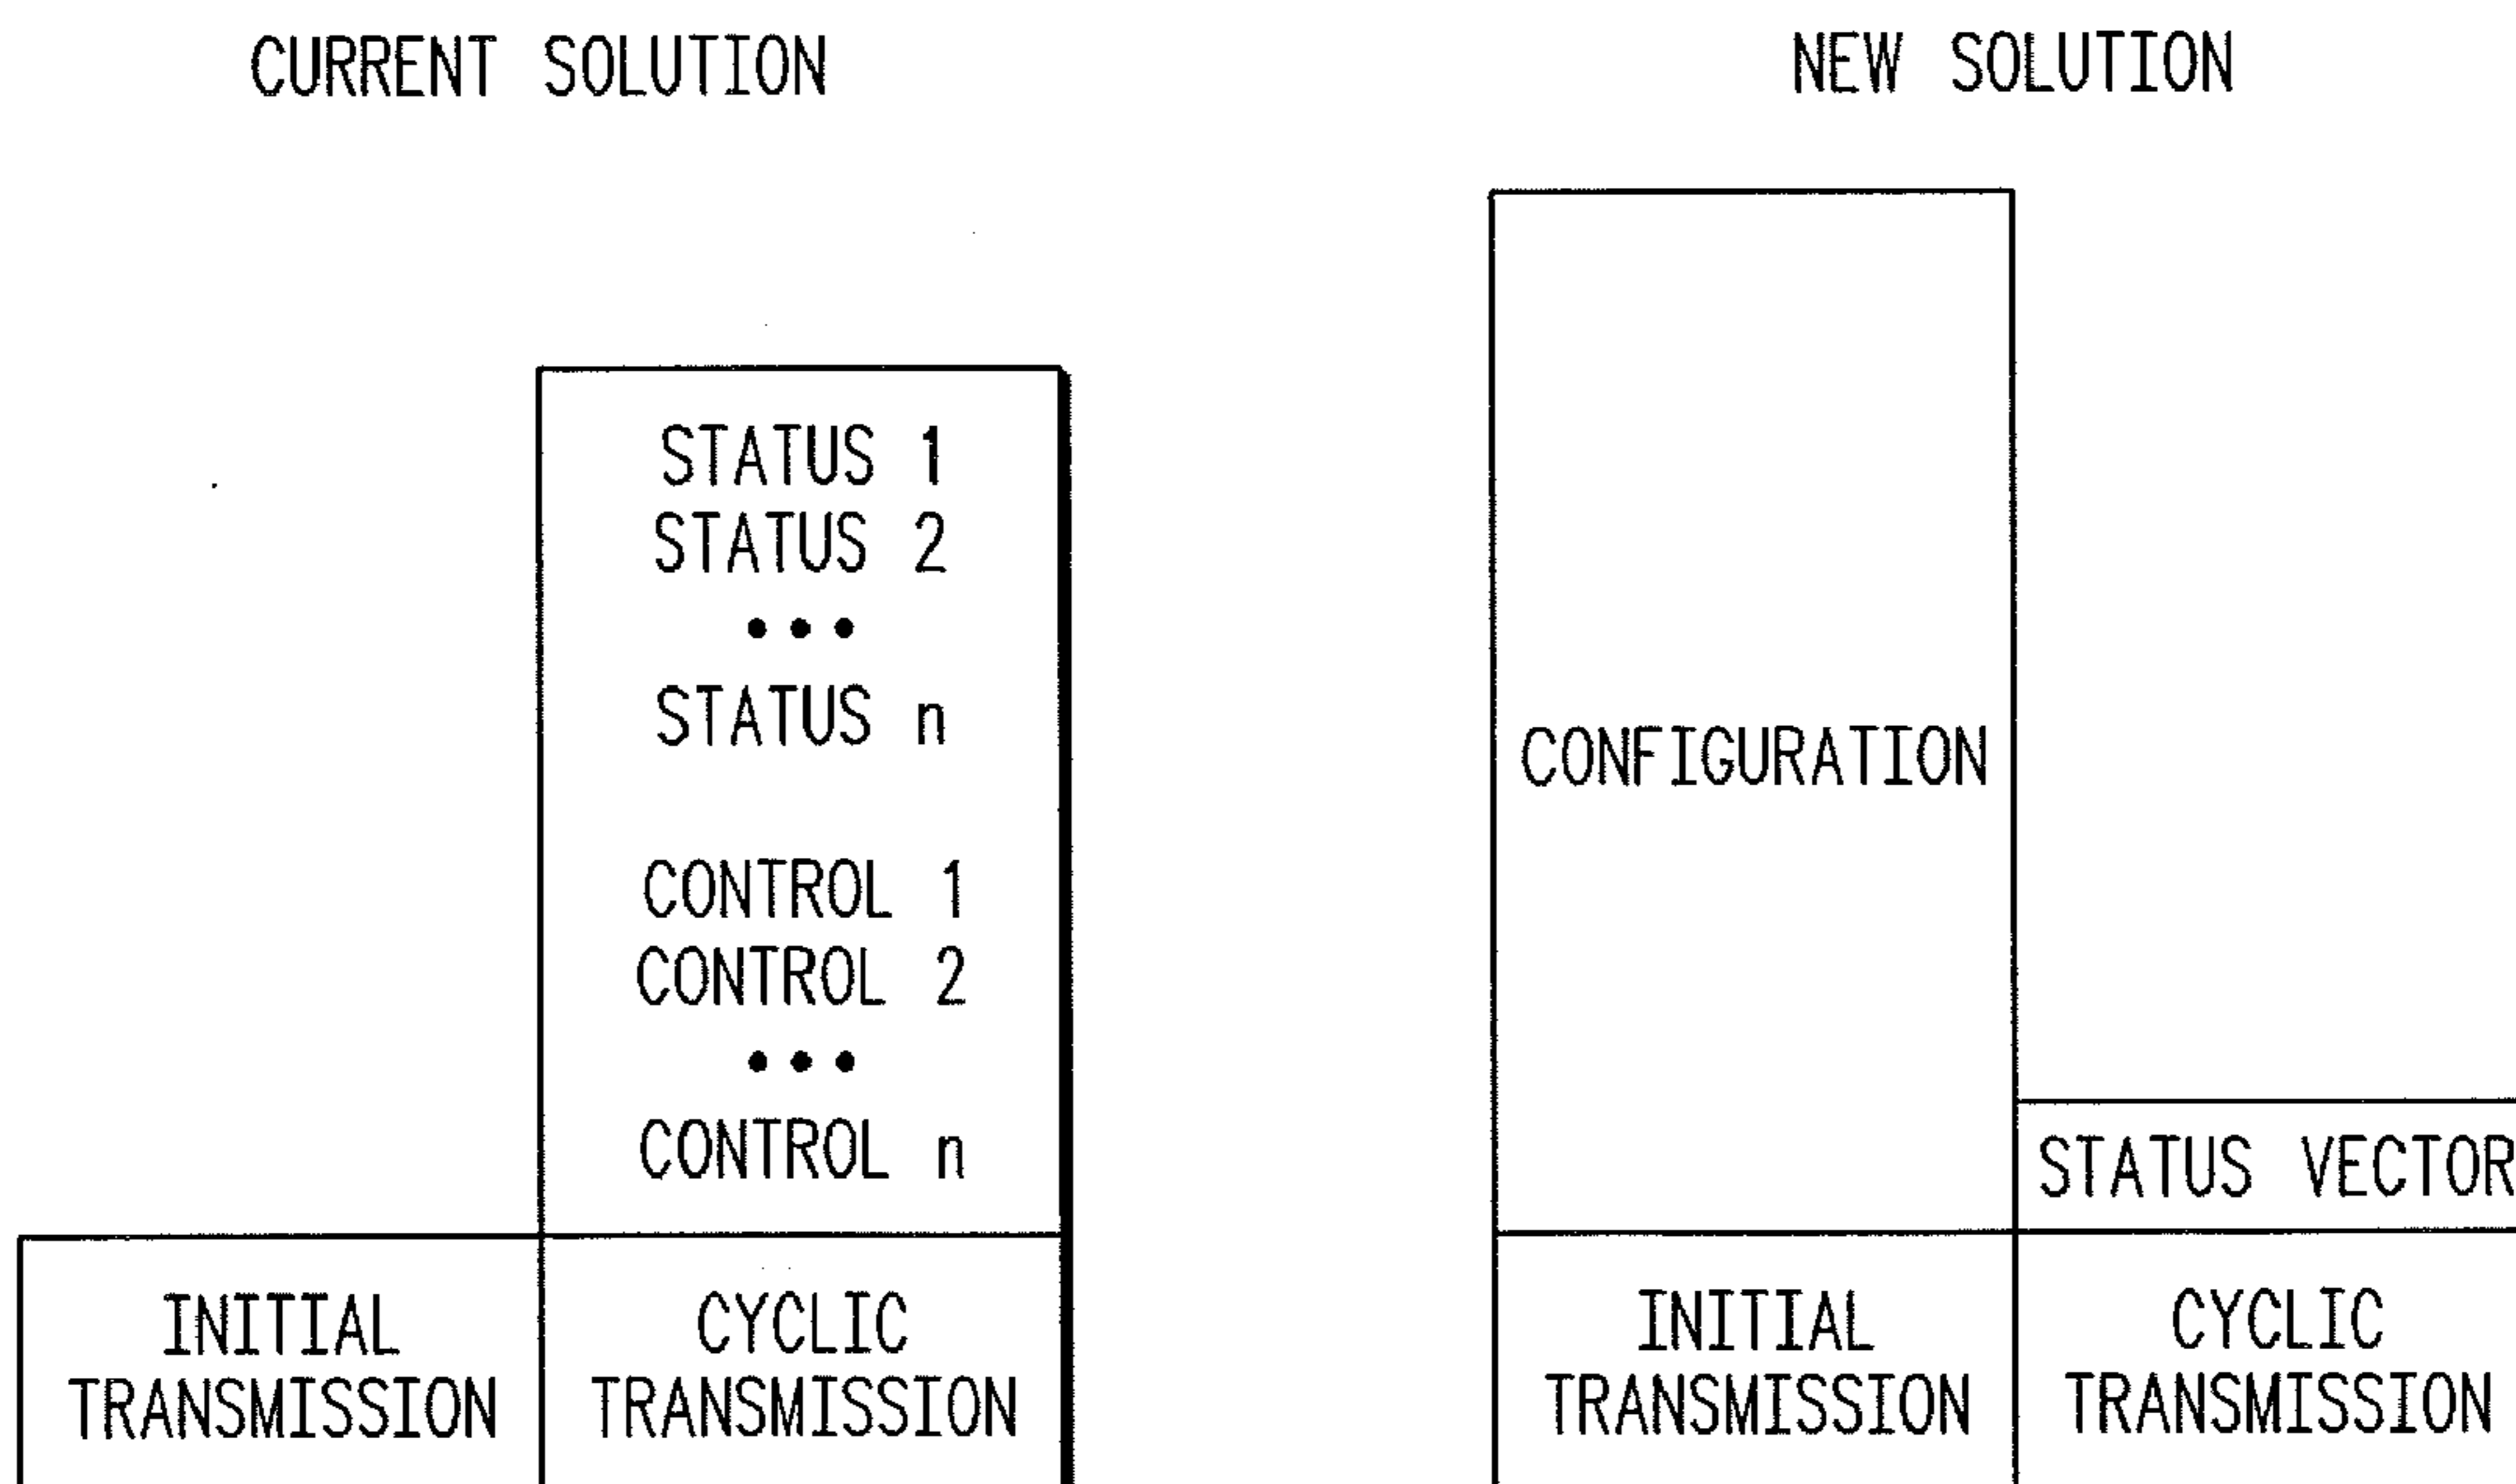 CURRENT SOLUTION
STATUS 1
STATUS 2
•••
STATUS n
CONTROL 1
CONTROL 2
•••
CONTROL n
INITIAL
TRANSMISSION
CYCLIC
TRANSMISSION
NEW SOLUTION
CONFIGURATION
STATUS VECTOR
INITIAL
TRANSMISSION
CYCLIC
TRANSMISSION